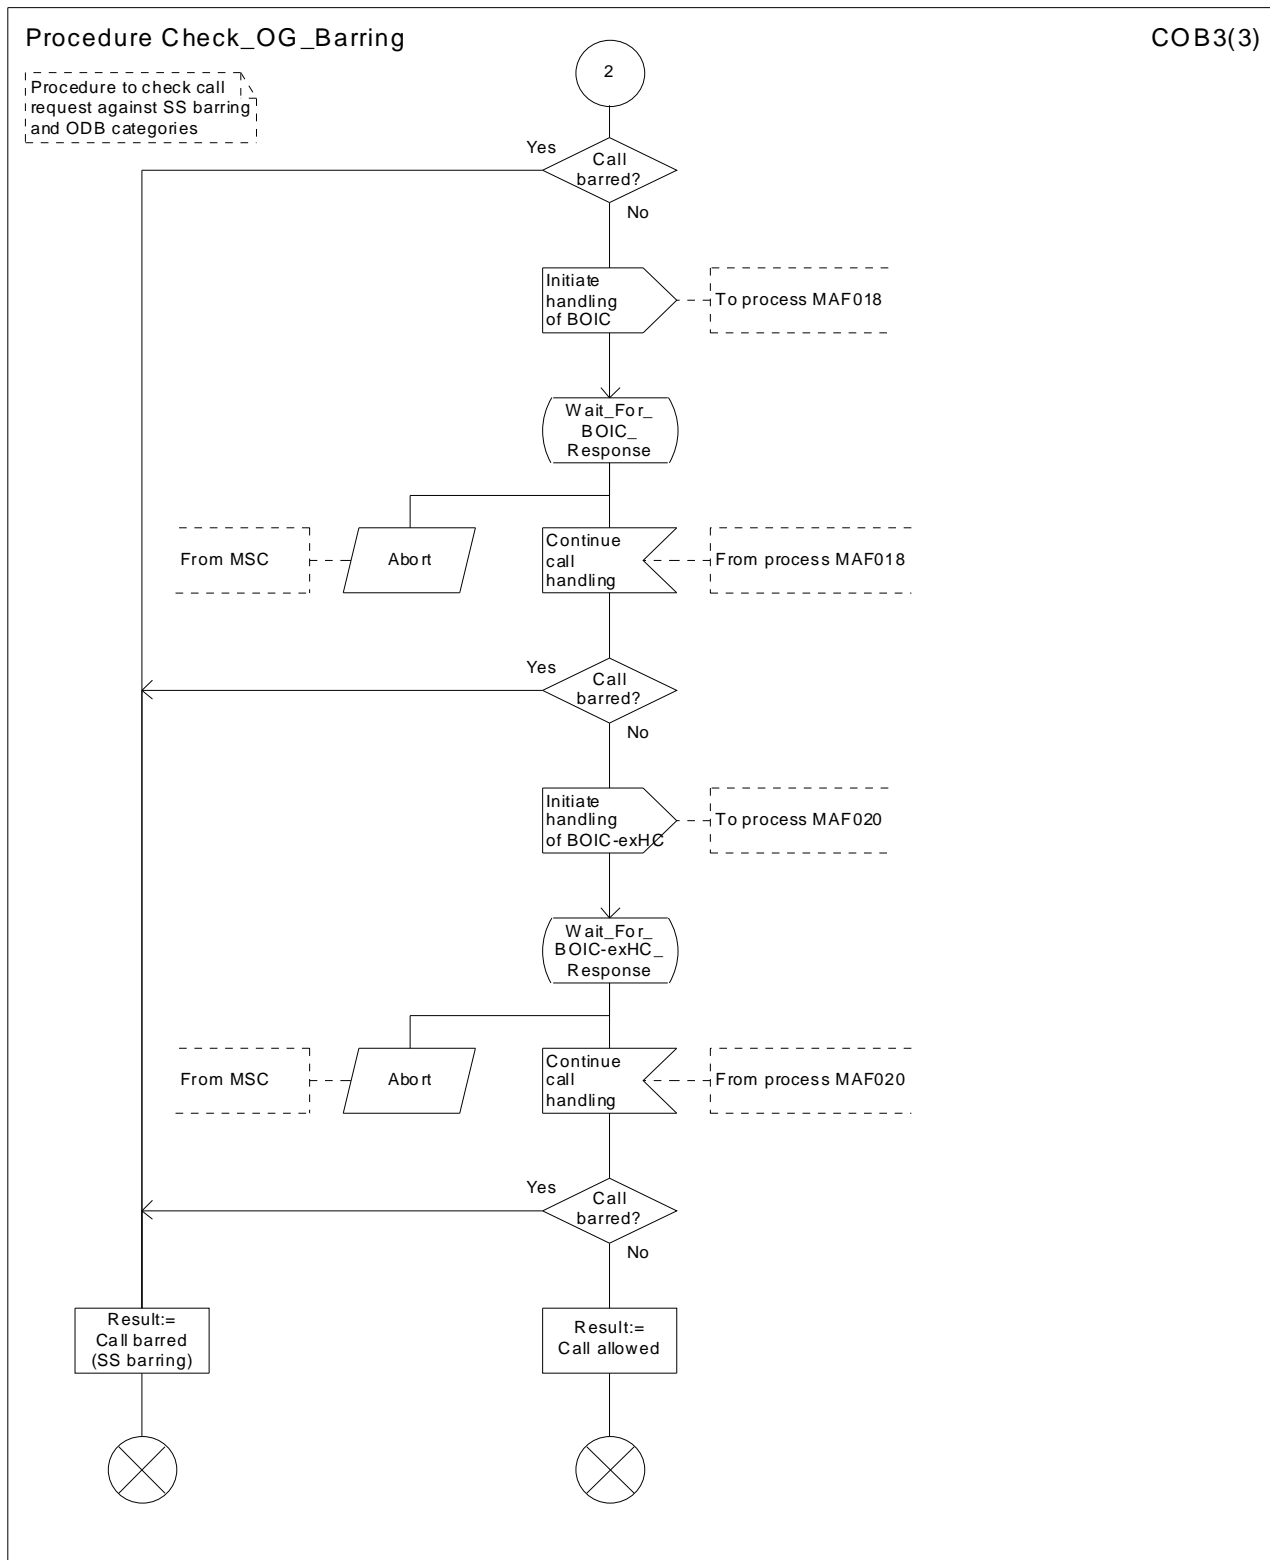 Procedure Check_OG_Barring
COB3(3)
Procedure to check call
request against SS barring
and ODB categories
2
Yes
Call
barred?
No
Initiate
handling
of BOIC
To process MAF018
Wait_For_
BOIC_
Response
From MSC
Abort
Continue
call
handling
From process MAF018
Yes
Call
barred?
No
Initiate
handling
of BOIC-exHC
To process MAF020
Wait_For_
BOIC-exHC_
Response
From MSC
Abort
Continue
call
handling
From process MAF020
Yes
Call
barred?
No
Result:=
Call barred
(SS barring)
Result:=
Call allowed